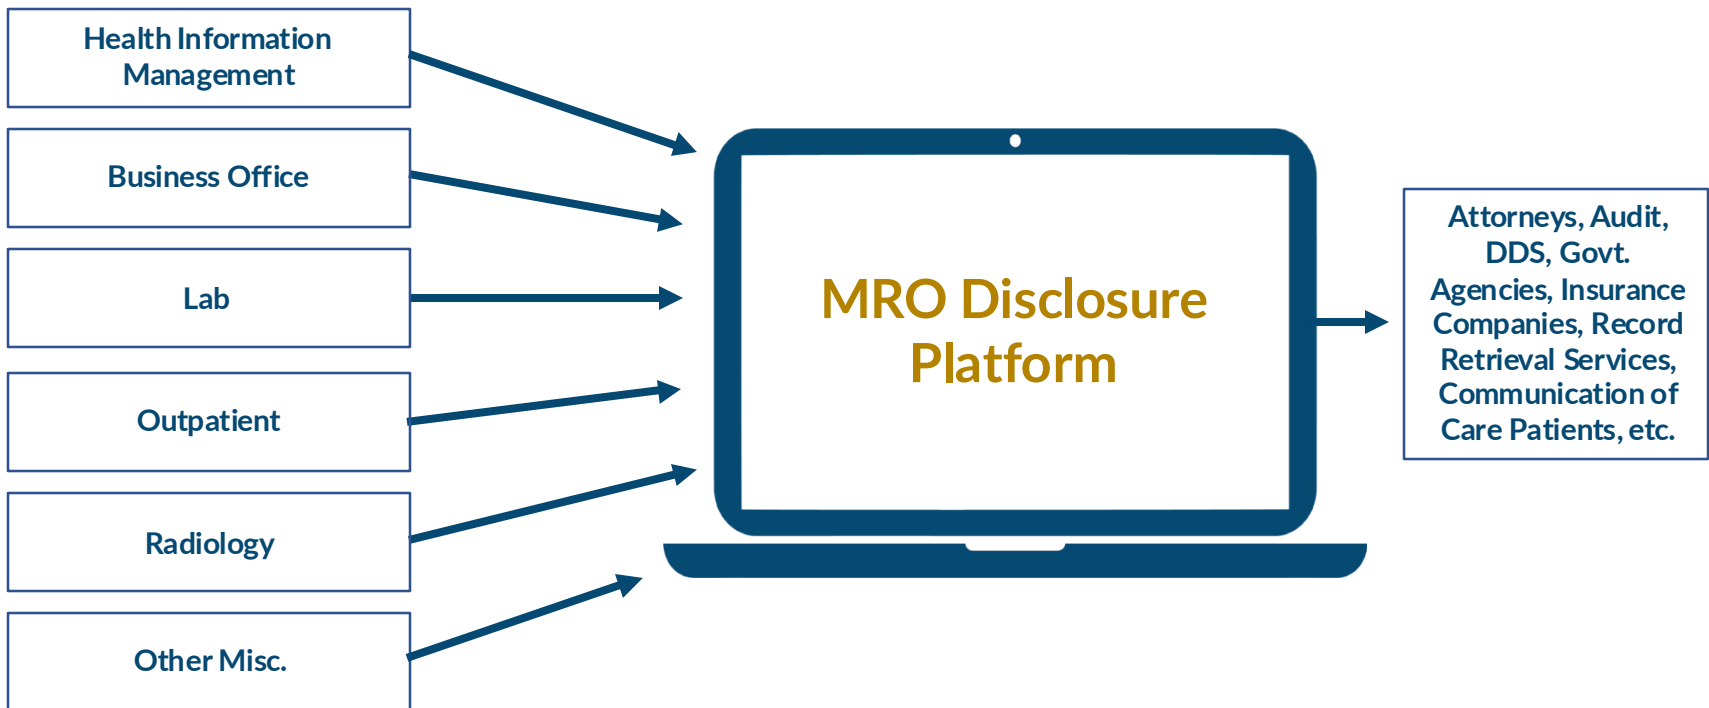 Health Information
Management
Business Office
Lab
Outpatient
Radiology
Other Misc.
MRO Disclosure
Platform
Attorneys, Audit,
DDS, Govt.
Agencies, Insurance
Companies, Record
Retrieval Services,
Communication of
Care Patients, etc.